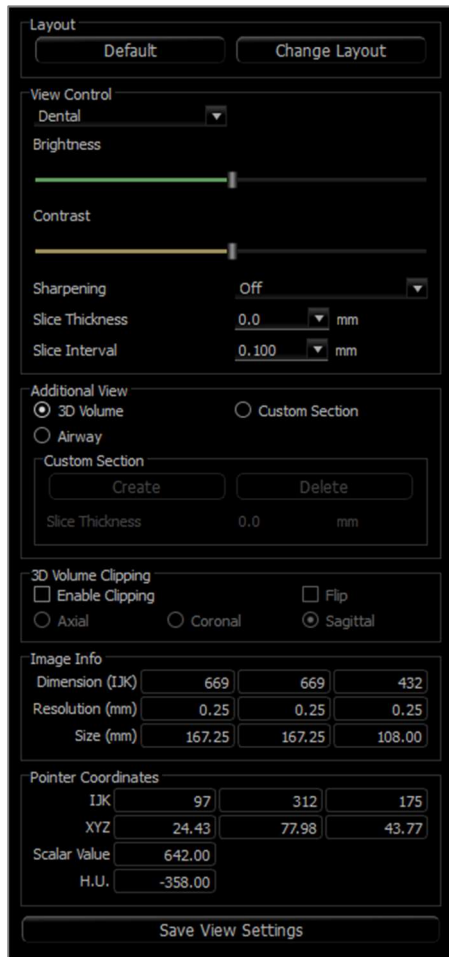 Layout
Default Change Layout
View Control
Dental
Brightness
Contrast
Sharpening Off
Slice Thickness 0.0 mm
Slice Interval 0.100 mm
Additional View
3D Volume Custom Section
Airway
Custom Section
Create Delete
Slice Thickness 0.0 mm
3D Volume Clipping
Enable Clipping Flip
Axial Coronal Sagittal
Image Info
Dimension (IJK) 669 669 432
Resolution (mm) 0.25 0.25 0.25
Size (mm) 167.25 167.25 108.00
Pointer Coordinates
IJK 97 312 175
XYZ 24.43 77.98 43.77
Scalar Value 642.00
H.U. -358.00
Save View Settings